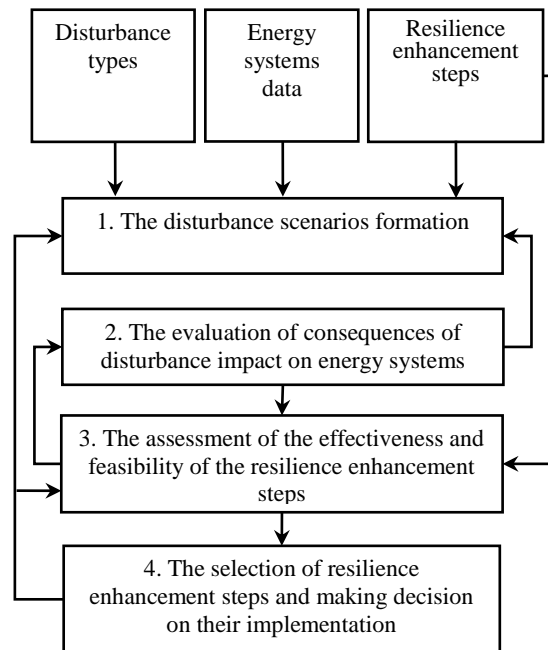 Disturbance
types
Energy
systems
data
Resilience
enhancement
steps
1. The disturbance scenarios formation
2. The evaluation of consequences of
disturbance impact on energy systems
3. The assessment of the effectiveness and
feasibility of the resilience enhancement
steps
4. The selection of resilience
enhancement steps and making decision
on their implementation